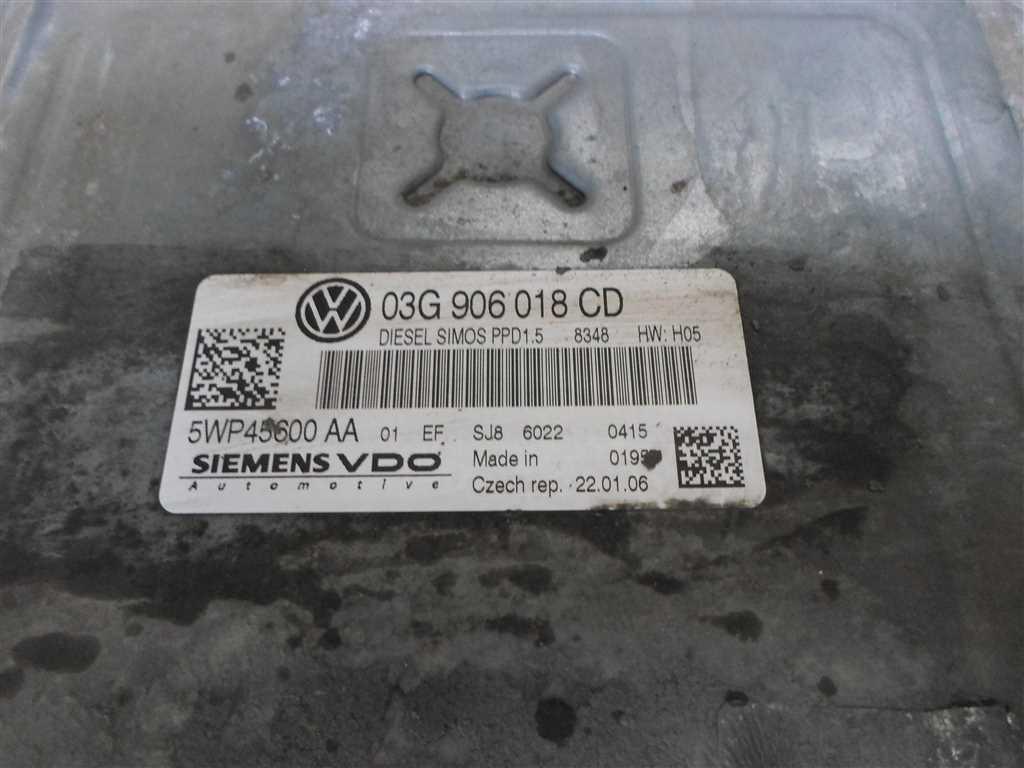 VW 03G 906 018 CD
DIESEL SIMOS PPD1.5 8348 HW: H05
5WP45600 AA 01 EF SJ8 6022 0415
SIEMENS VDO Made in
Automotive Czech rep. 22.01.06